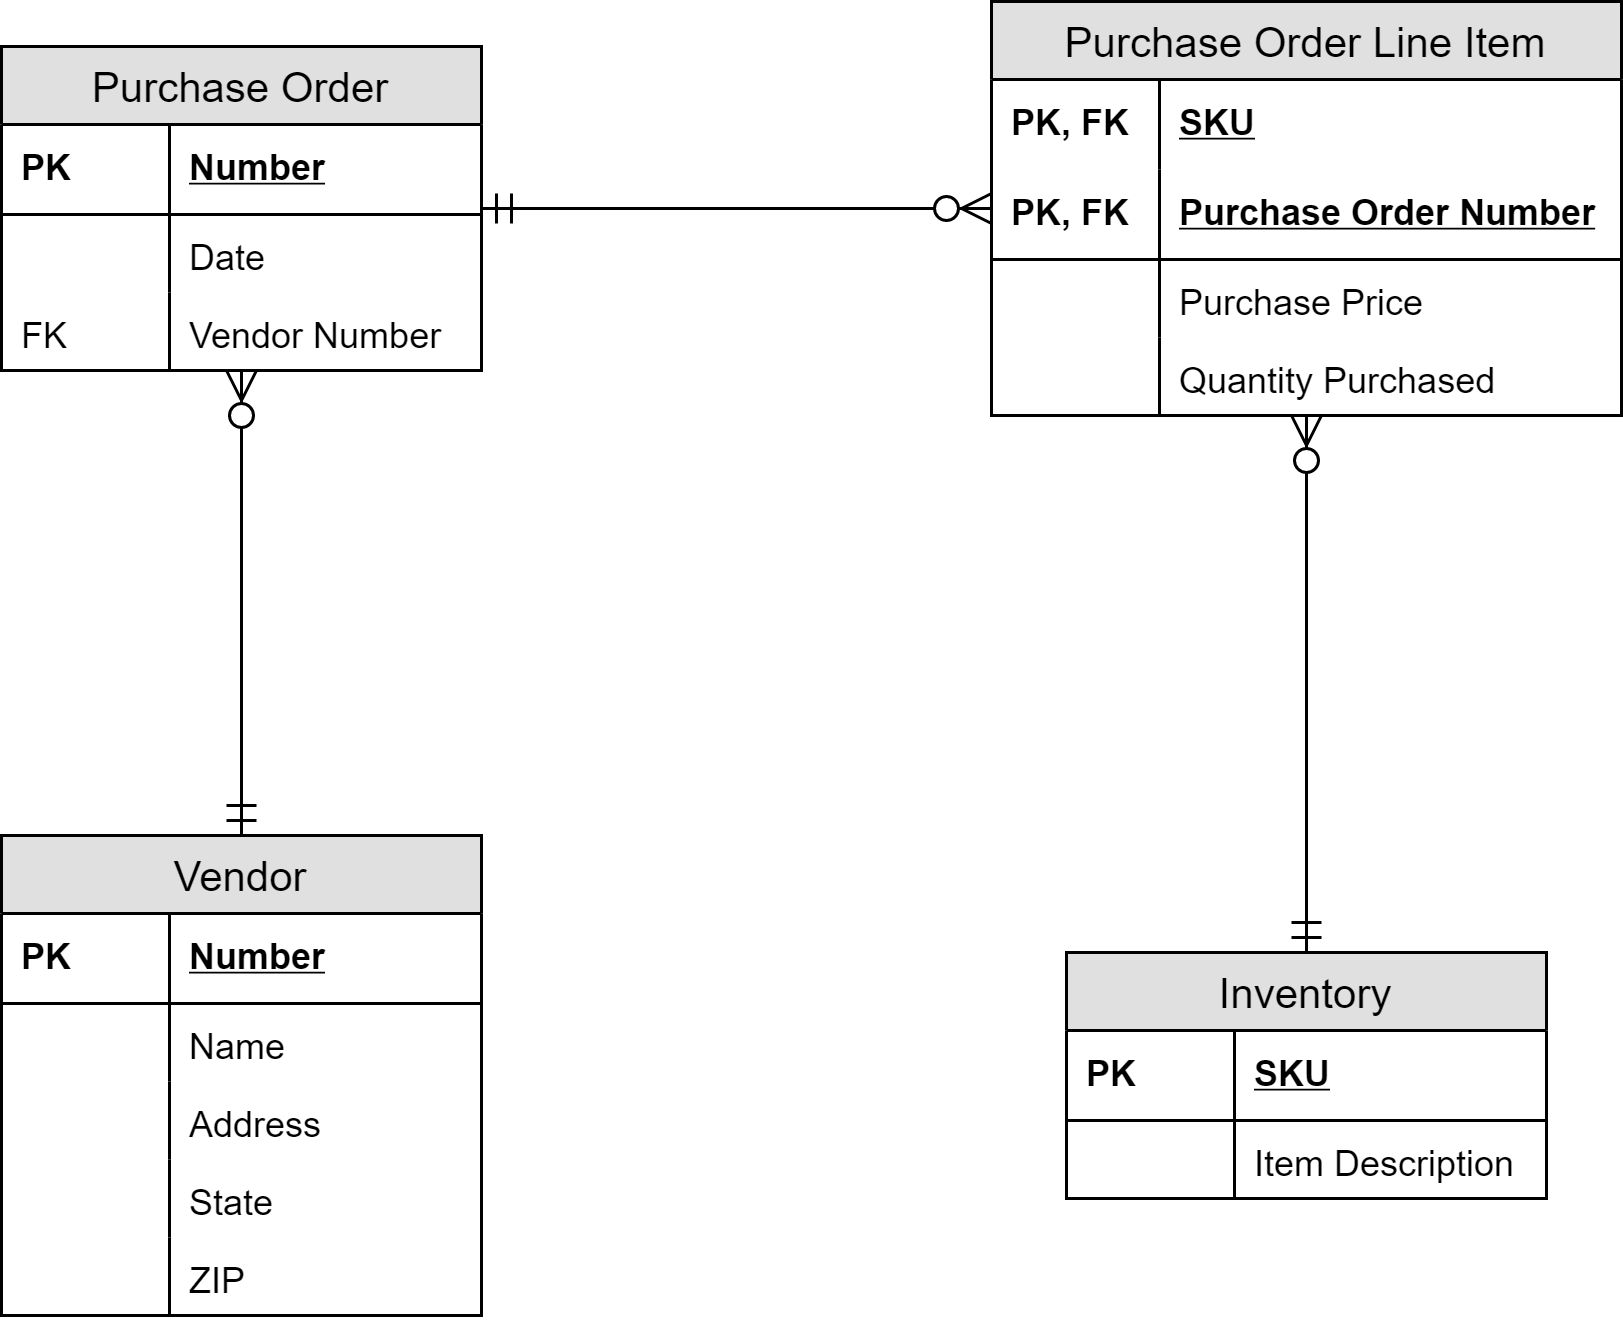 Purchase Order
PK Number
Date
FK Vendor Number
Purchase Order Line Item
PK, FK SKU
PK, FK Purchase Order Number
Purchase Price
Quantity Purchased
Vendor
PK Number
Name
Address
State
ZIP
Inventory
PK SKU
Item Description